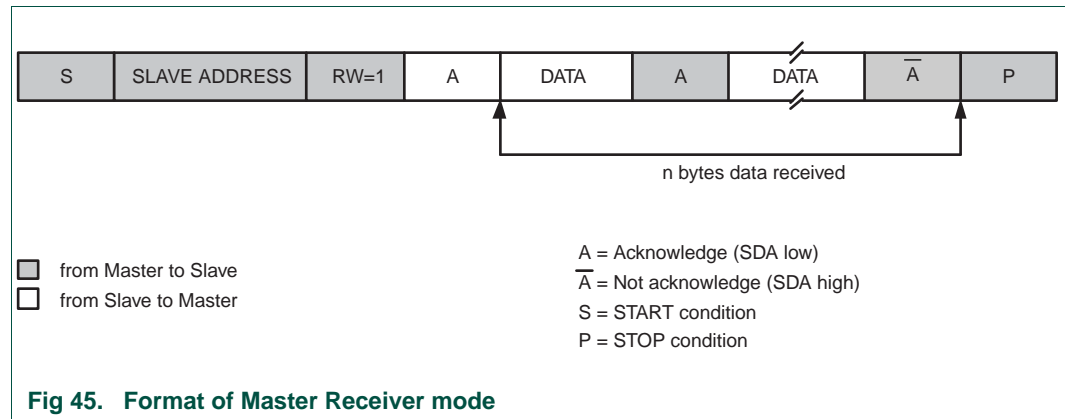 S SLAVE ADDRESS RW=1 A DATA A DATA A̅ P
n bytes data received
from Master to Slave
from Slave to Master
A = Acknowledge (SDA low)
A̅ = Not acknowledge (SDA high)
S = START condition
P = STOP condition
Fig 45. Format of Master Receiver mode